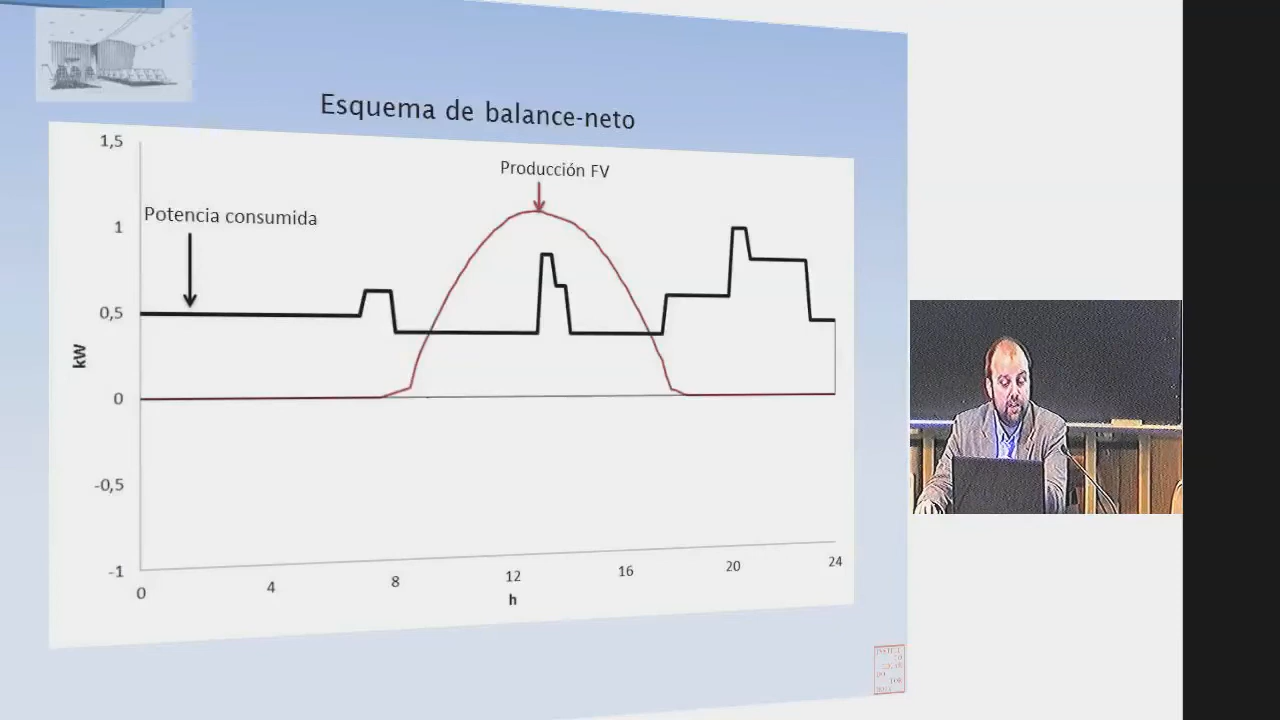 Esquema de balance-neto
1,5
Producción FV
Potencia consumida
1
0,5
kW
0
-0,5
-1
0
4
8
12
16
20
24
h